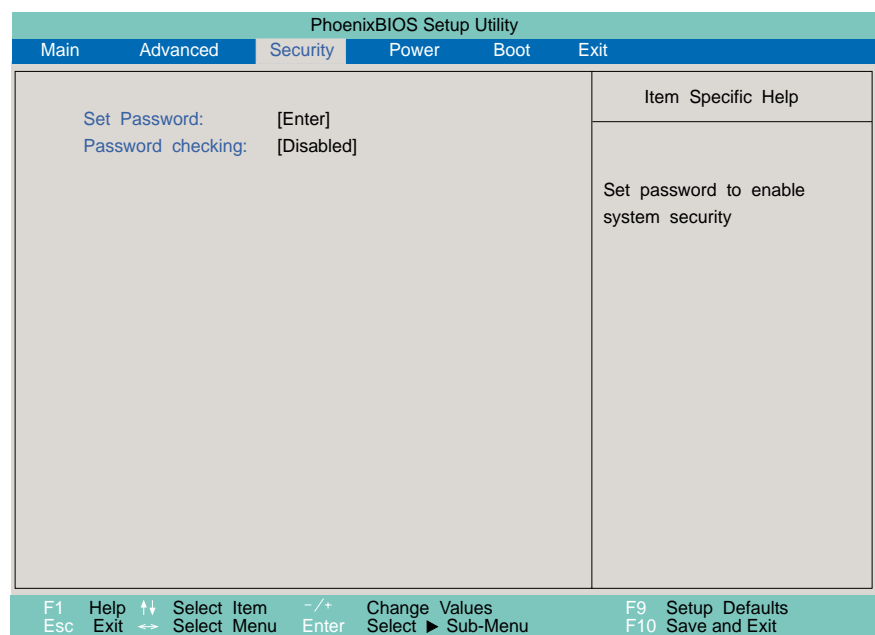 PhoenixBIOS Setup Utility
Main Advanced Security Power Boot Exit
Item Specific Help
Set Password: [Enter]
Password checking: [Disabled]
Set password to enable
system security
F1 Help ↑↓ Select Item -/+ Change Values F9 Setup Defaults
Esc Exit ↔ Select Menu Enter Select ▶ Sub-Menu F10 Save and Exit